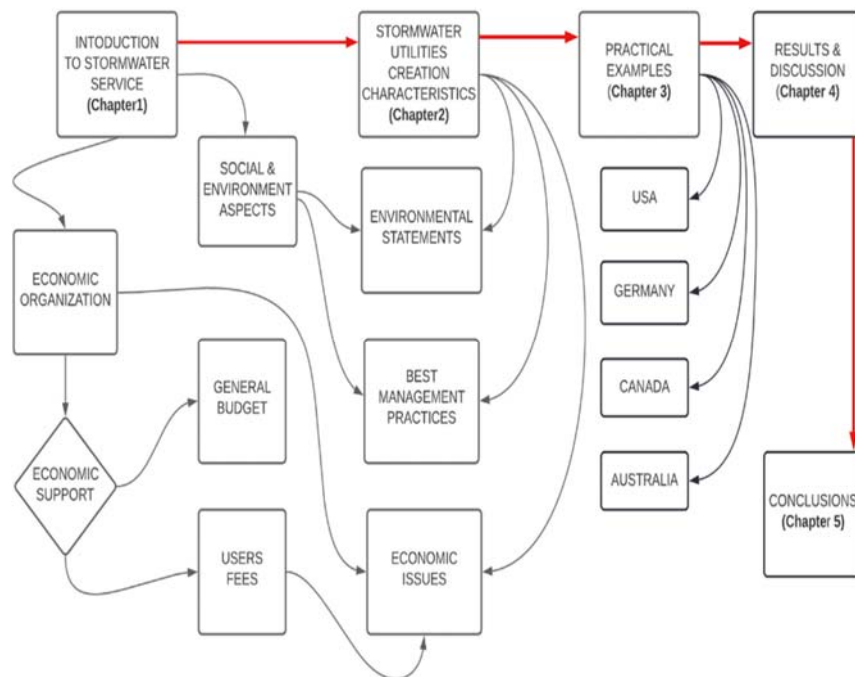 INTODUCTION
TO STORMWATER
SERVICE
(Chapter1)
STORMWATER
UTILITIES
CREATION
CHARACTERISTICS
(Chapter2)
PRACTICAL
EXAMPLES
(Chapter 3)
RESULTS &
DISCUSSION
(Chapter 4)
SOCIAL &
ENVIRONMENT
ASPECTS
ENVIRONMENTAL
STATEMENTS
USA
ECONOMIC
ORGANIZATION
GERMANY
GENERAL
BUDGET
BEST
MANAGEMENT
PRACTICES
CANADA
ECONOMIC
SUPPORT
AUSTRALIA
CONCLUSIONS
(Chapter 5)
USERS
FEES
ECONOMIC
ISSUES